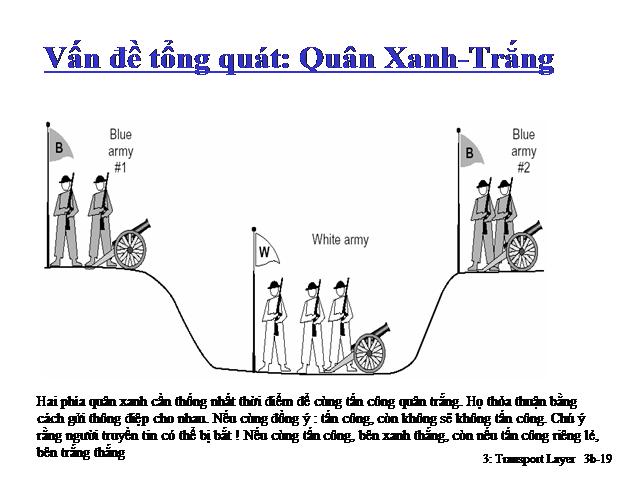 Vấn đề tổng quát: Quân Xanh-Trắng
B
Blue
army
#1
B
Blue
army
#2
W
White army
Hai phía quân xanh cần thống nhất thời điểm để cùng tấn công quân trắng. Họ thỏa thuận bằng
cách gửi thông điệp cho nhau. Nếu cùng đồng ý : tấn công, còn không sẽ không tấn công. Chú ý
rằng người truyền tin có thể bị bắt ! Nếu cùng tấn công, bên xanh thắng, còn nếu tấn công riêng lẻ,
bên trắng thắng
3: Transport Layer 3b-19